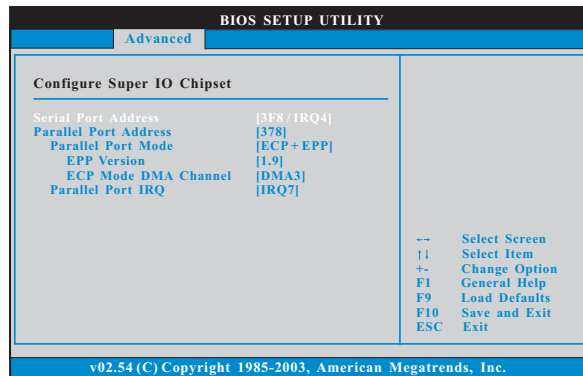 BIOS SETUP UTILITY
Advanced
Configure Super IO Chipset
Serial Port Address [3F8 / IRQ4]
Parallel Port Address [378]
Parallel Port Mode [ECP + EPP]
EPP Version [1.9]
ECP Mode DMA Channel [DMA3]
Parallel Port IRQ [IRQ7]
←→ Select Screen
↑↓ Select Item
+- Change Option
F1 General Help
F9 Load Defaults
F10 Save and Exit
ESC Exit
v02.54 (C) Copyright 1985-2003, American Megatrends, Inc.